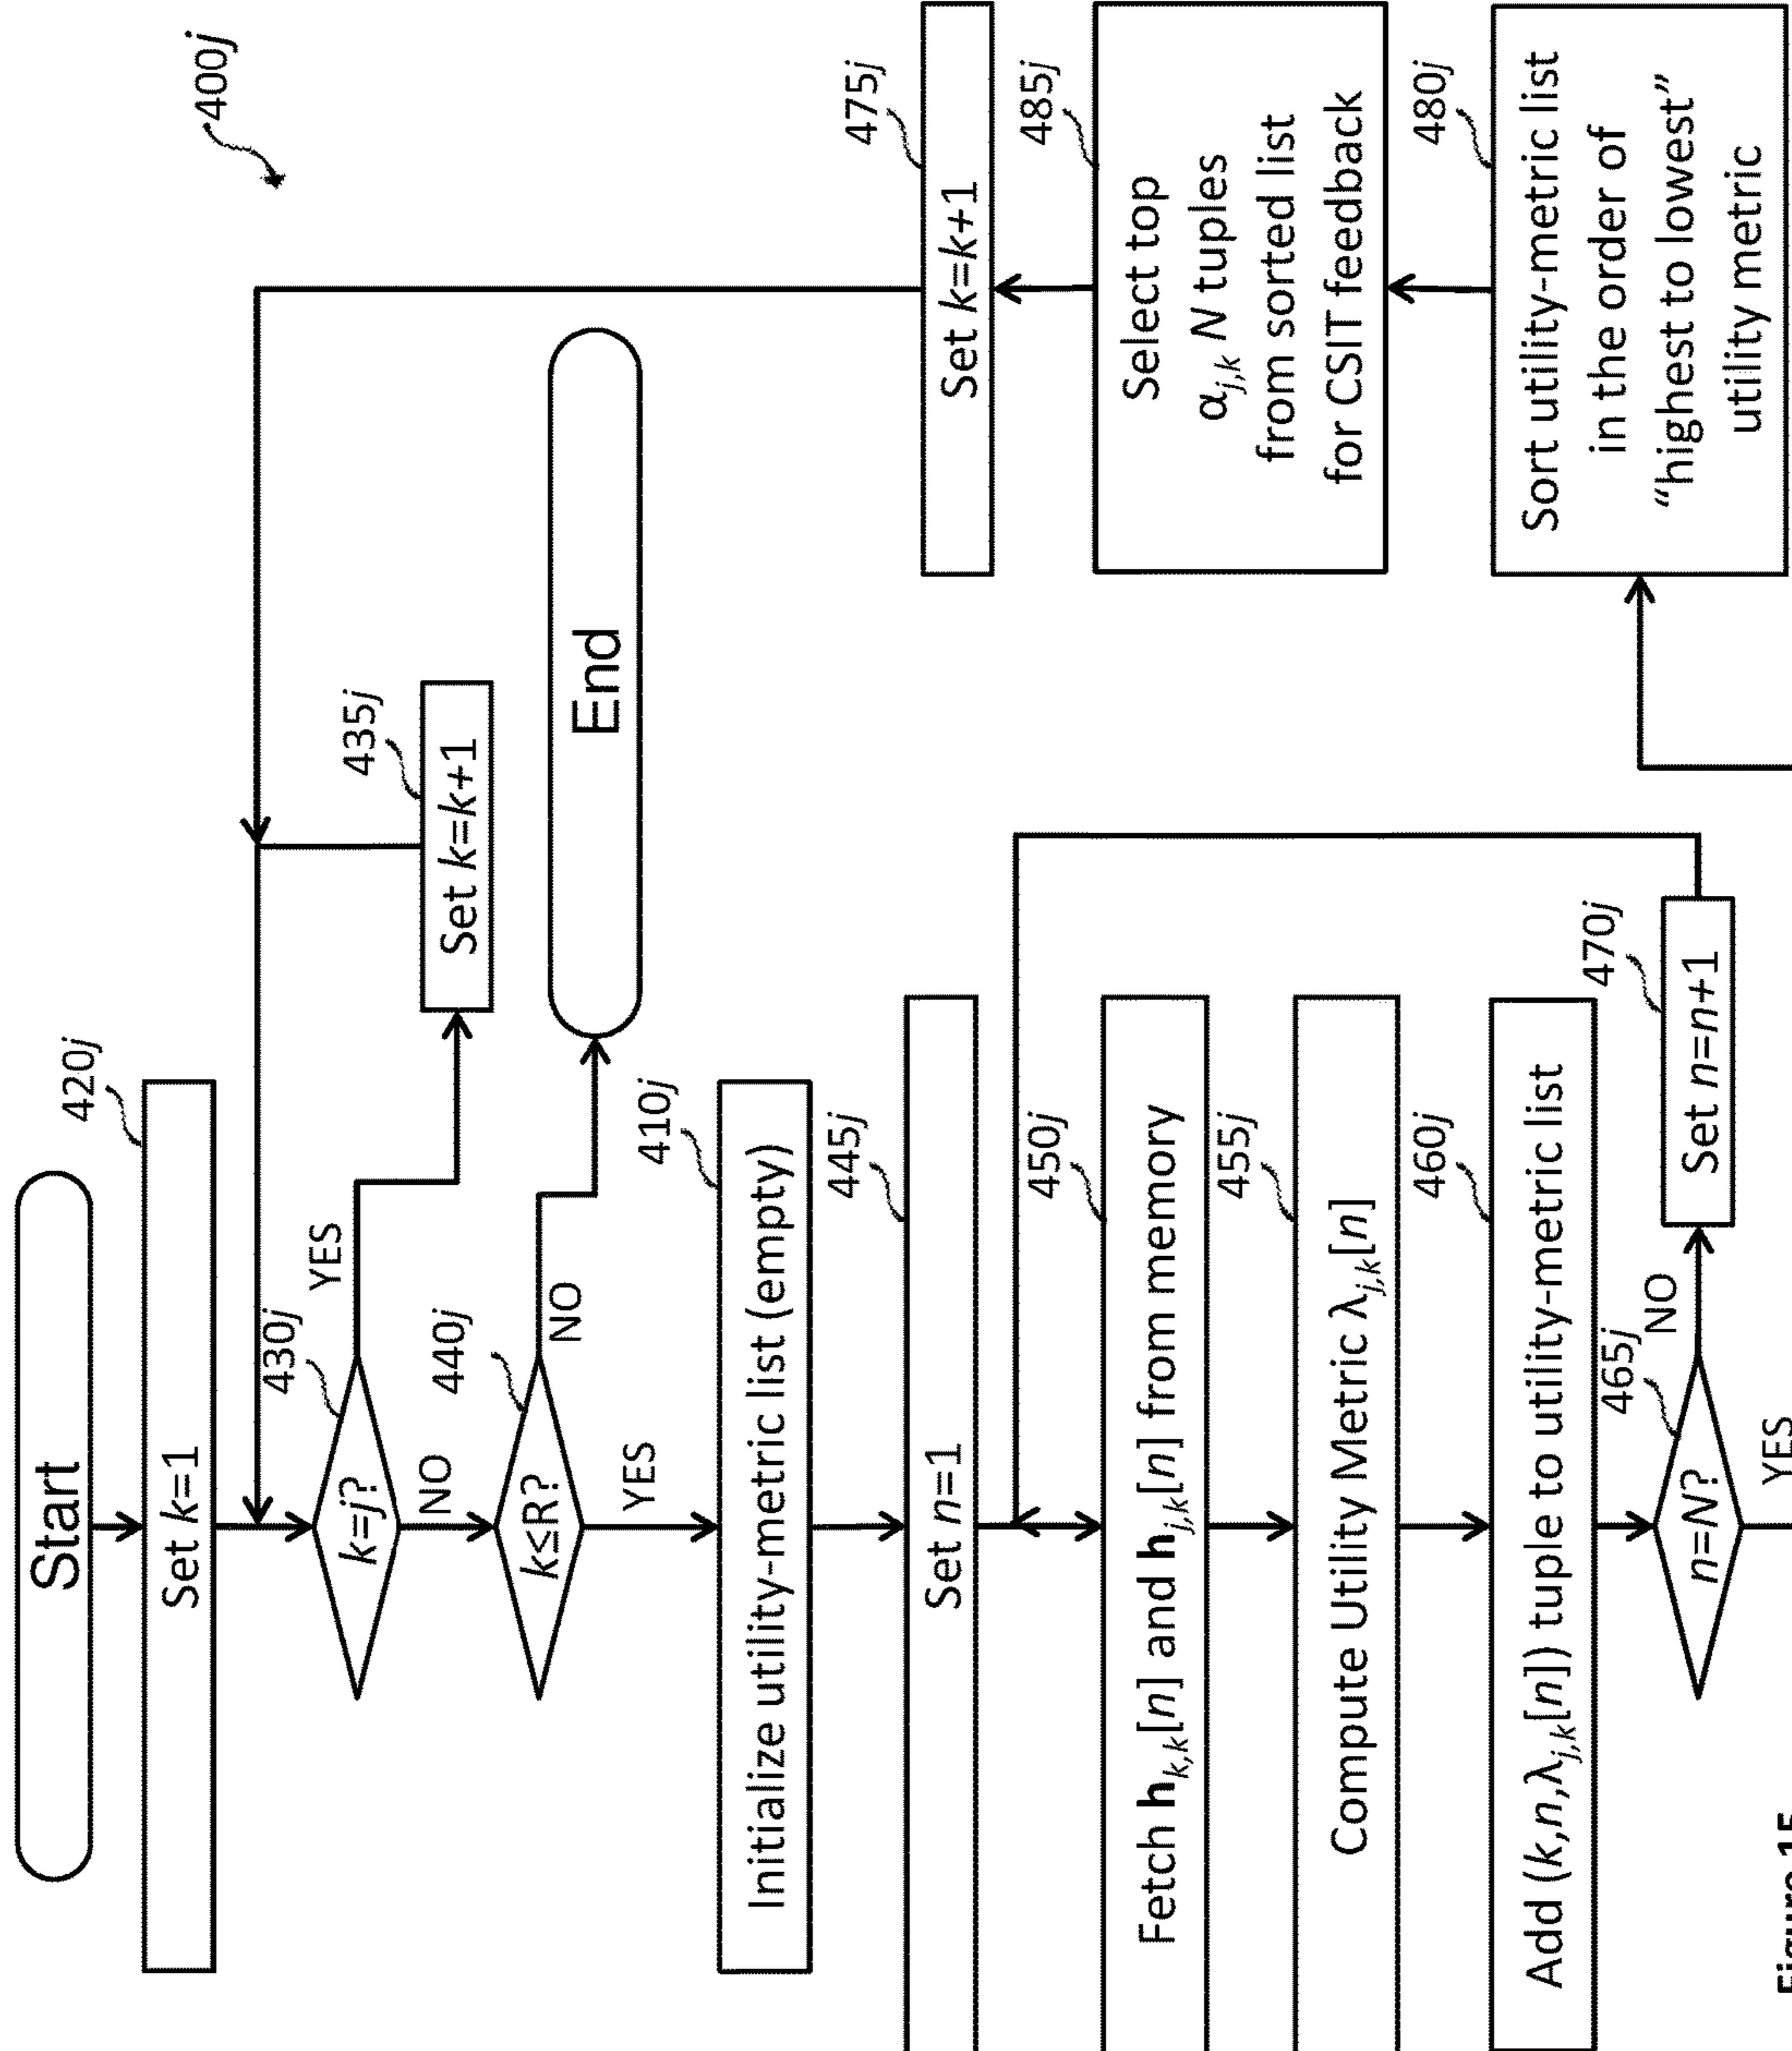 400j
Start
420j
Set k=1
430j
k=j?
YES
NO
435j
Set k=k+1
440j
k≤R?
NO
YES
End
410j
Initialize utility-metric list (empty)
445j
Set n=1
450j
Fetch h_{k,k}[n] and h_{j,k}[n] from memory
455j
Compute Utility Metric λ_{j,k}[n]
460j
Add (k,n,λ_{j,k}[n]) tuple to utility-metric list
465j
n=N?
NO
YES
470j
Set n=n+1
475j
Set k=k+1
485j
Select top
α_{j,k} N tuples
from sorted list
for CSIT feedback
480j
Sort utility-metric list
in the order of
“highest to lowest”
utility metric
Figure 15